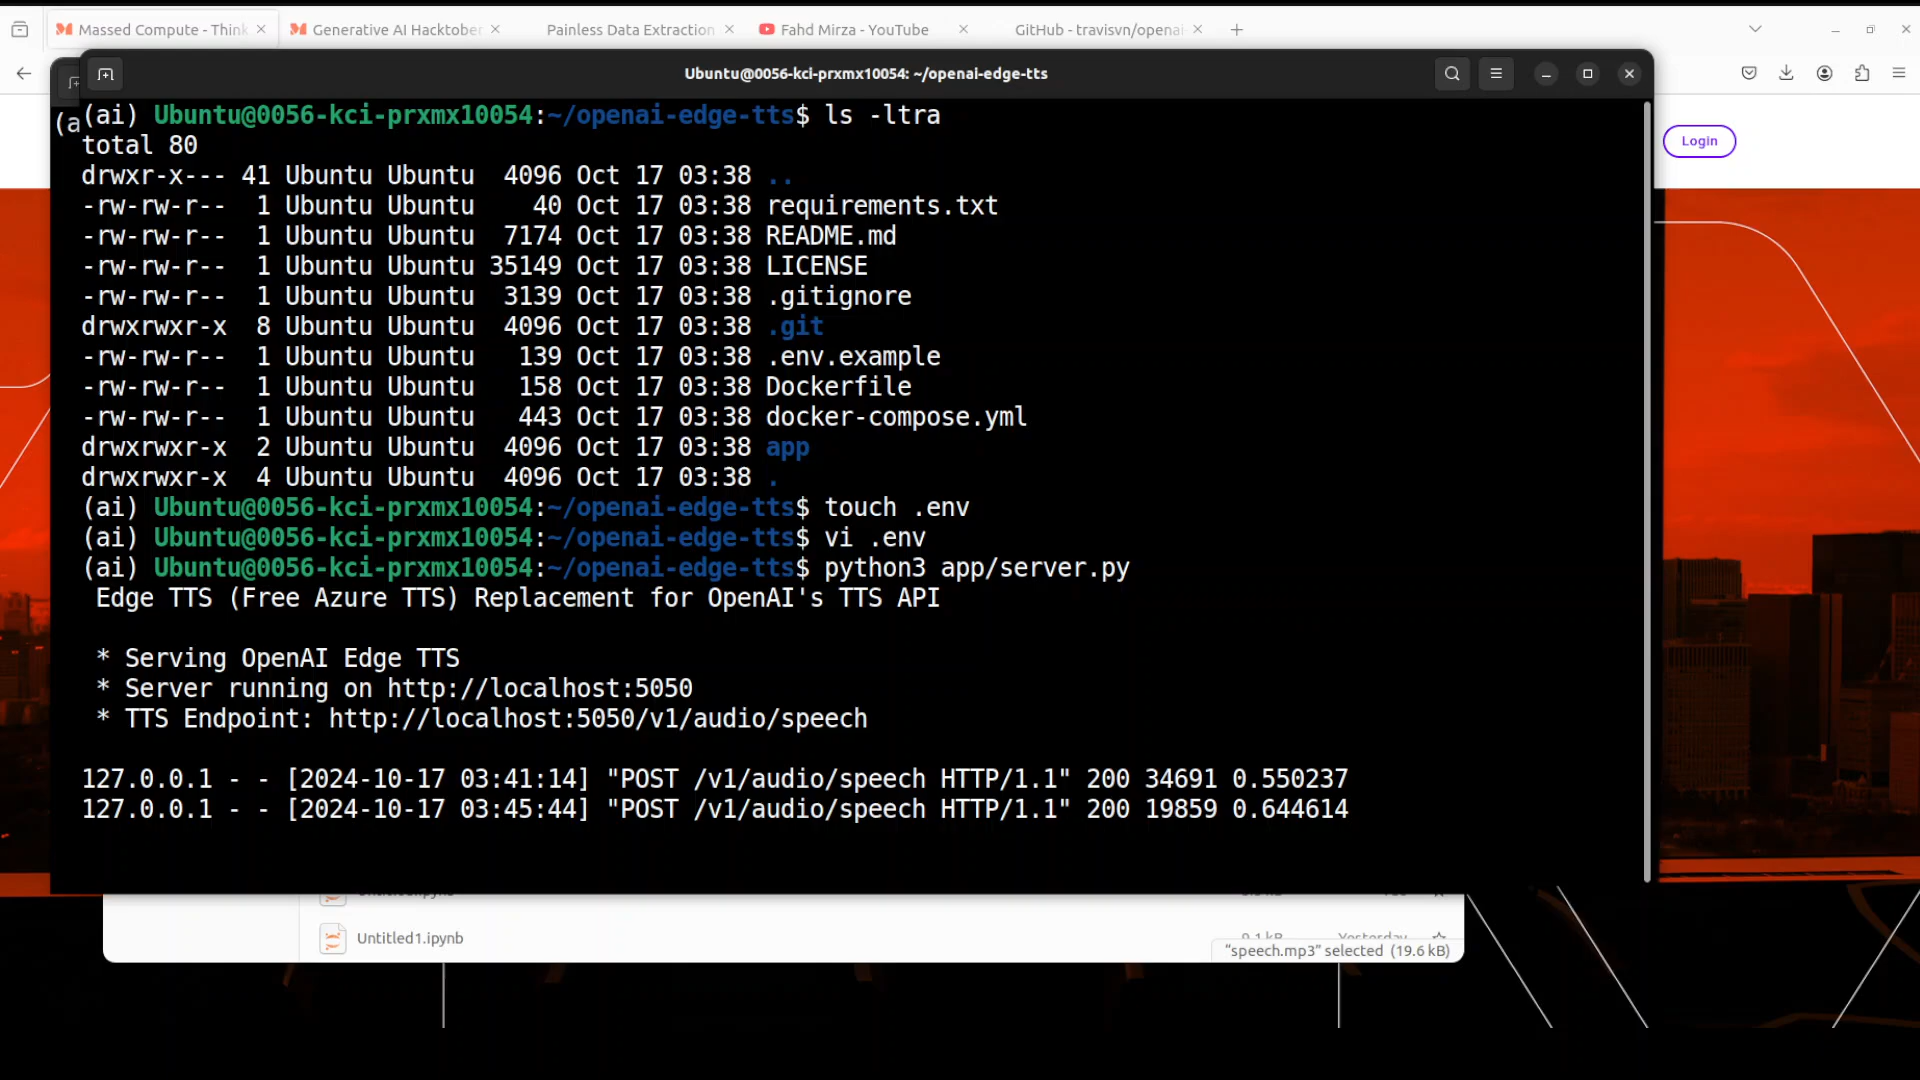 Massed Compute - Think
Generative AI Hacktober
Painless Data Extraction
Fahd Mirza - YouTube
GitHub - travisvn/openai-
Ubuntu@0056-kci-prxmx10054: ~/openai-edge-tts
Login
(a
(ai) Ubuntu@0056-kci-prxmx10054:~/openai-edge-tts$ ls -ltra
total 80
drwxr-x--- 41 Ubuntu Ubuntu  4096 Oct 17 03:38 ..
-rw-rw-r--  1 Ubuntu Ubuntu    40 Oct 17 03:38 requirements.txt
-rw-rw-r--  1 Ubuntu Ubuntu  7174 Oct 17 03:38 README.md
-rw-rw-r--  1 Ubuntu Ubuntu 35149 Oct 17 03:38 LICENSE
-rw-rw-r--  1 Ubuntu Ubuntu  3139 Oct 17 03:38 .gitignore
drwxrwxr-x  8 Ubuntu Ubuntu  4096 Oct 17 03:38 .git
-rw-rw-r--  1 Ubuntu Ubuntu   139 Oct 17 03:38 .env.example
-rw-rw-r--  1 Ubuntu Ubuntu   158 Oct 17 03:38 Dockerfile
-rw-rw-r--  1 Ubuntu Ubuntu   443 Oct 17 03:38 docker-compose.yml
drwxrwxr-x  2 Ubuntu Ubuntu  4096 Oct 17 03:38 app
drwxrwxr-x  4 Ubuntu Ubuntu  4096 Oct 17 03:38 .
(ai) Ubuntu@0056-kci-prxmx10054:~/openai-edge-tts$ touch .env
(ai) Ubuntu@0056-kci-prxmx10054:~/openai-edge-tts$ vi .env
(ai) Ubuntu@0056-kci-prxmx10054:~/openai-edge-tts$ python3 app/server.py
Edge TTS (Free Azure TTS) Replacement for OpenAI's TTS API
* Serving OpenAI Edge TTS
* Server running on http://localhost:5050
* TTS Endpoint: http://localhost:5050/v1/audio/speech
127.0.0.1 - - [2024-10-17 03:41:14] "POST /v1/audio/speech HTTP/1.1" 200 34691 0.550237
127.0.0.1 - - [2024-10-17 03:45:44] "POST /v1/audio/speech HTTP/1.1" 200 19859 0.644614
Untitled1.ipynb
"speech.mp3" selected (19.6 kB)